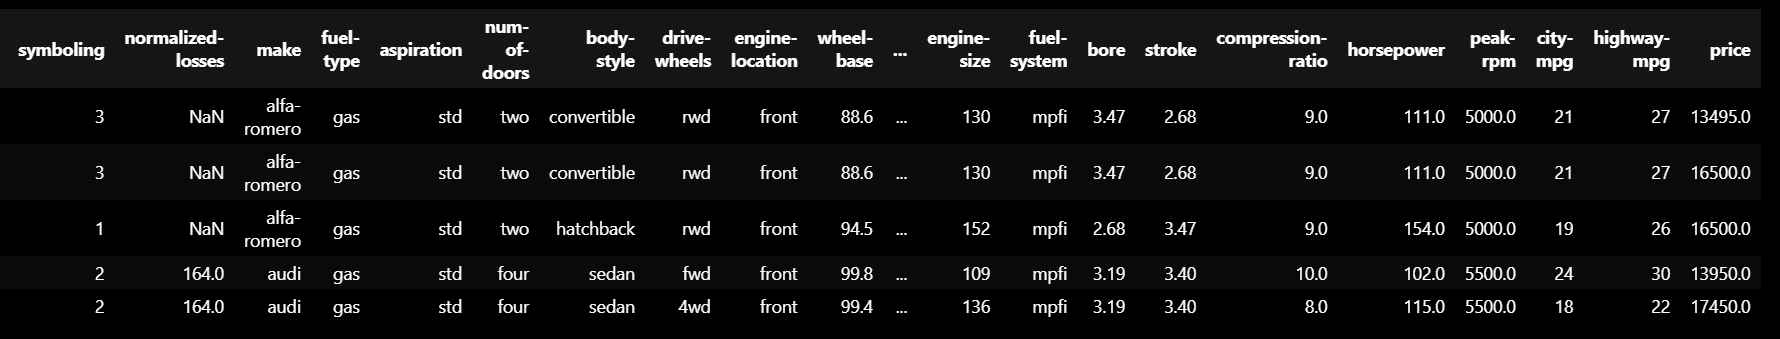 symboling normalized-losses make fuel-type aspiration num-of-doors body-style drive-wheels engine-location wheel-base ... engine-size fuel-system bore stroke compression-ratio horsepower peak-rpm city-mpg highway-mpg price
3 NaN alfa-romero gas std two convertible rwd front 88.6 ... 130 mpfi 3.47 2.68 9.0 111.0 5000.0 21 27 13495.0
3 NaN alfa-romero gas std two convertible rwd front 88.6 ... 130 mpfi 3.47 2.68 9.0 111.0 5000.0 21 27 16500.0
1 NaN alfa-romero gas std two hatchback rwd front 94.5 ... 152 mpfi 2.68 3.47 9.0 154.0 5000.0 19 26 16500.0
2 164.0 audi gas std four sedan fwd front 99.8 ... 109 mpfi 3.19 3.40 10.0 102.0 5500.0 24 30 13950.0
2 164.0 audi gas std four sedan 4wd front 99.4 ... 136 mpfi 3.19 3.40 8.0 115.0 5500.0 18 22 17450.0